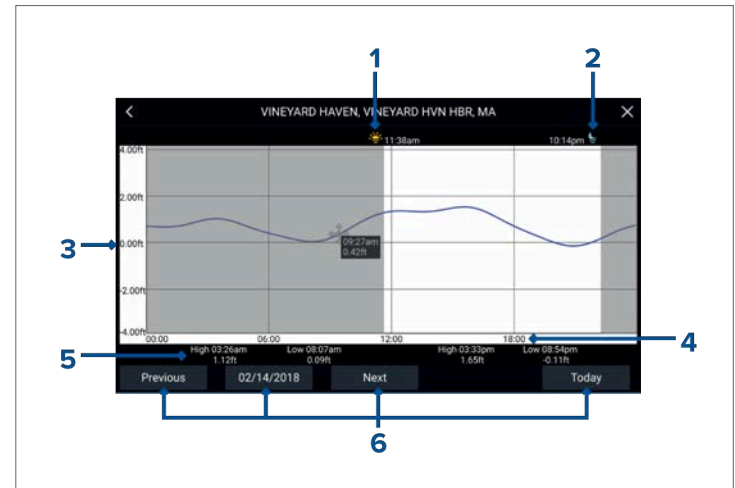 1
2
< VINEYARD HAVEN, VINEYARD HVN HBR, MA X
11:38am 10:14pm
4.00ft
2.00ft
3
0.00ft
09:27am
0.42ft
-2.00ft
-4.00ft
00:00 06:00 12:00 18:00
4
5
High 03:26am Low 08:07am High 03:33pm Low 08:54pm
1.12ft 0.09ft 1.65ft -0.11ft
Previous 02/14/2018 Next Today
6